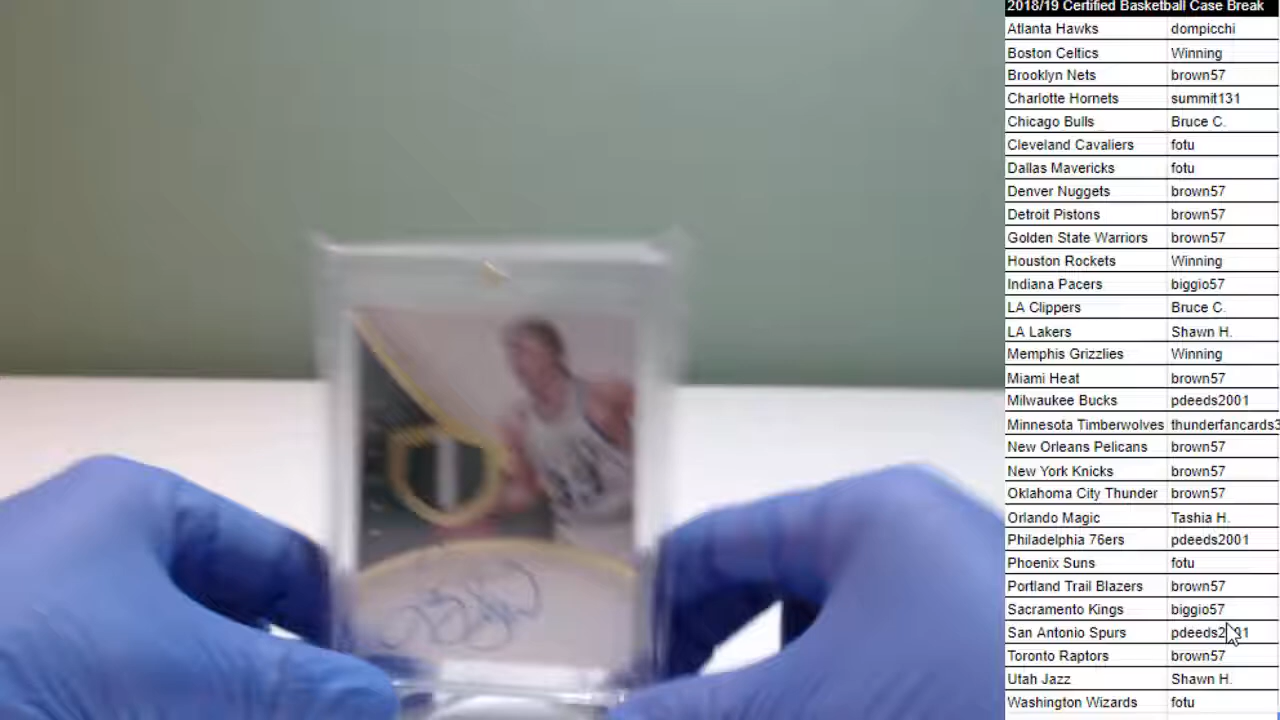 2018/19 Certified Basketball Case Break
Atlanta Hawks dompicchi
Boston Celtics Winning
Brooklyn Nets brown57
Charlotte Hornets summit131
Chicago Bulls Bruce C.
Cleveland Cavaliers fotu
Dallas Mavericks fotu
Denver Nuggets brown57
Detroit Pistons brown57
Golden State Warriors brown57
Houston Rockets Winning
Indiana Pacers biggio57
LA Clippers Bruce C.
LA Lakers Shawn H.
Memphis Grizzlies Winning
Miami Heat brown57
Milwaukee Bucks pdeeds2001
Minnesota Timberwolves thunderfancards3
New Orleans Pelicans brown57
New York Knicks brown57
Oklahoma City Thunder brown57
Orlando Magic Tashia H.
Philadelphia 76ers pdeeds2001
Phoenix Suns fotu
Portland Trail Blazers brown57
Sacramento Kings biggio57
San Antonio Spurs pdeeds2001
Toronto Raptors brown57
Utah Jazz Shawn H.
Washington Wizards fotu